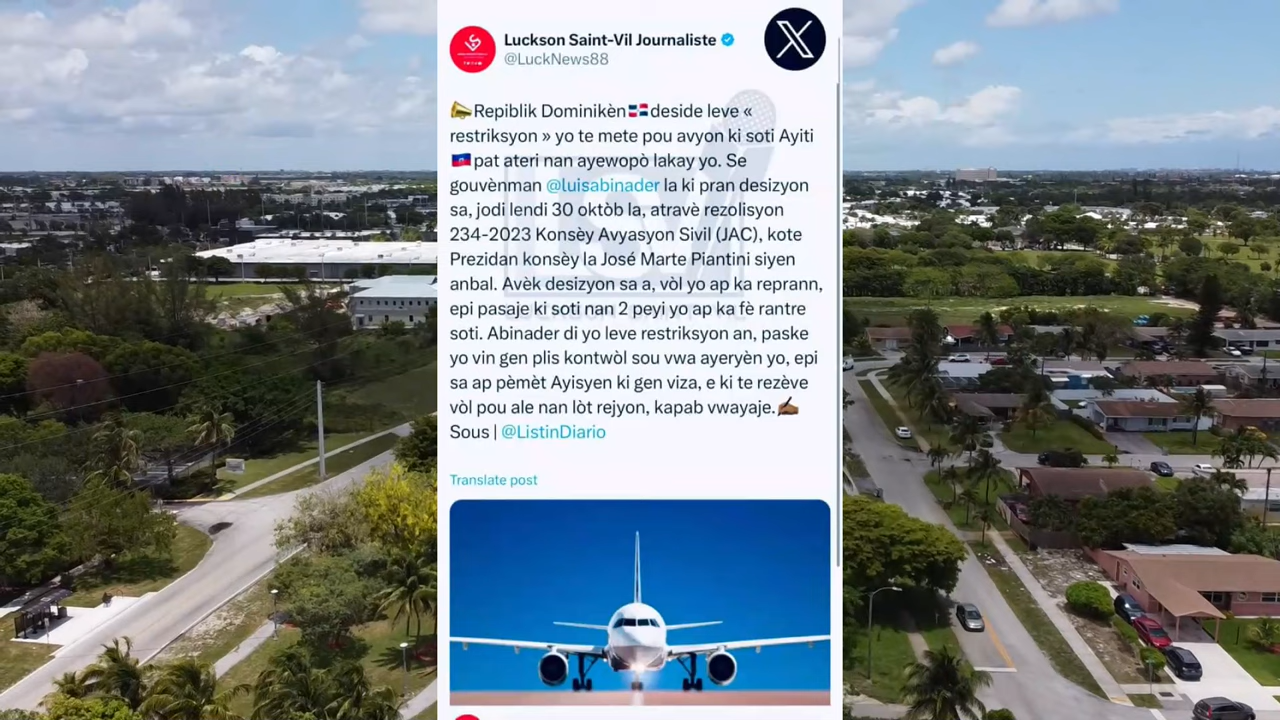 Luckson Saint-Vil Journaliste
@LuckNews88
Repiblik Dominikèn🇩🇴deside leve «
restriksyon » yo te mete pou avyon ki soti Ayiti
🇭🇹pat ateri nan ayewopò lakay yo. Se
gouvènman @luisabinader la ki pran desizyon
sa, jodi lendi 30 oktòb la, atravè rezolisyon
234-2023 Konsèy Avyasyon Sivil (JAC), kote
Prezidan konsèy la José Marte Piantini siyen
anbal. Avèk desizyon sa a, vòl yo ap ka reprann,
epi pasaje ki soti nan 2 peyi yo ap ka fè rantre
soti. Abinader di yo leve restriksyon an, paske
yo vin gen plis kontwòl sou vwa ayeryèn yo, epi
sa ap pèmèt Ayisyen ki gen viza, e ki te rezève
vòl pou ale nan lòt rejyon, kapab vwayaje.✍🏾
Sous | @ListinDiario
Translate post